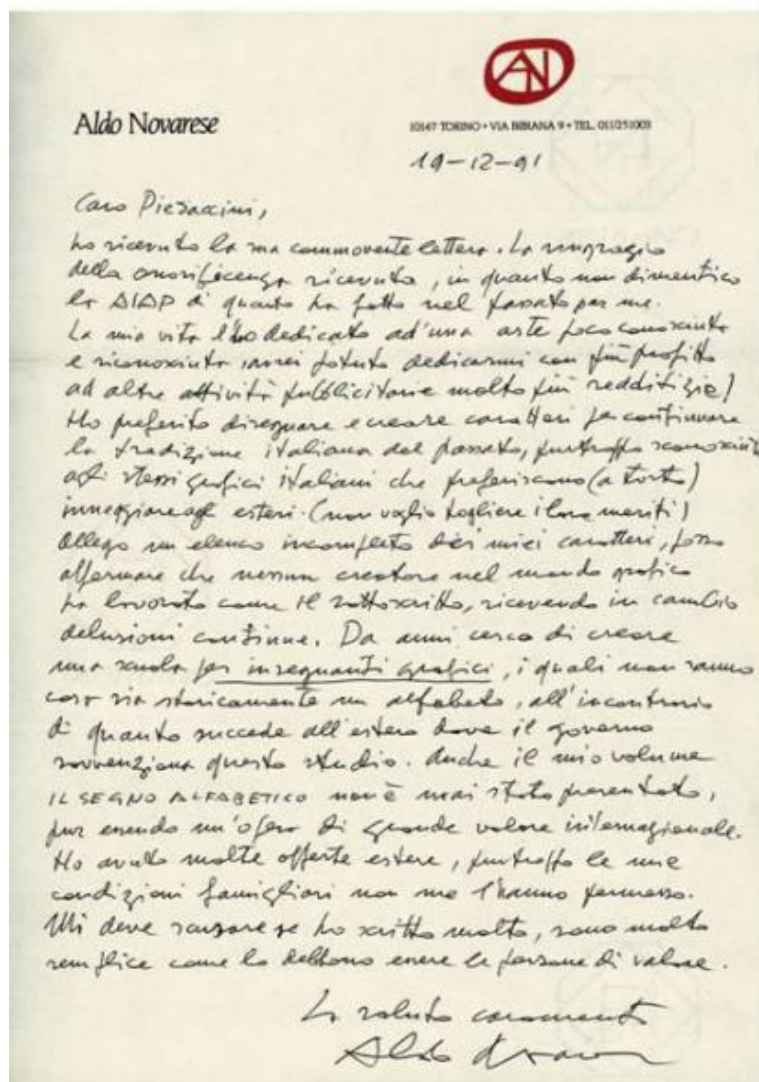 AN
Aldo Novarese
10147 TORINO • VIA BIBIANA 9 • TEL. 011/251003
19-12-91
Caro Pieraccini,
ho ricevuto la sua commovente lettera. La ringrazio
della onorificenza ricevuta, in quanto non dimentico
la AIAP di quanto ha fatto nel passato per me.
La mia vita l'ho dedicato ad'una arte poco conosciuta
e riconosciuta, avrei potuto dedicarmi con più profitto
ad altre attività pubblicitarie molto più redditizie!
Ho preferito disegnare e creare caratteri per continuare
la tradizione italiana del passato, purtroppo
agli stessi grafici italiani che preferiscono (a torto)
inneggiare agli esteri. (non voglio togliere i loro meriti)
Allego un elenco incompleto dei miei caratteri, posso
affermare che nessun creatore nel mondo grafico
ha lavorato come il sottoscritto, ricevendo in cambio
delusioni continue. Da anni cerco di creare
una scuola per insegnanti grafici, i quali non sanno
cosa sia storicamente un alfabeto, all'incontrario
di quanto succede all'estero dove il governo
sovvenziona questo studio. Anche il mio volume
IL SEGNO ALFABETICO non è mai stato presentato,
pur essendo un'opera di grande valore internazionale.
Ho avuto molte offerte estere, purtroppo le mie
condizioni famigliari non me l'hanno permesso.
Mi deve scusare se ho scritto molto, sono molto
semplice come lo debbono essere le persone di valore.
La saluto caramente
Aldo Novarese